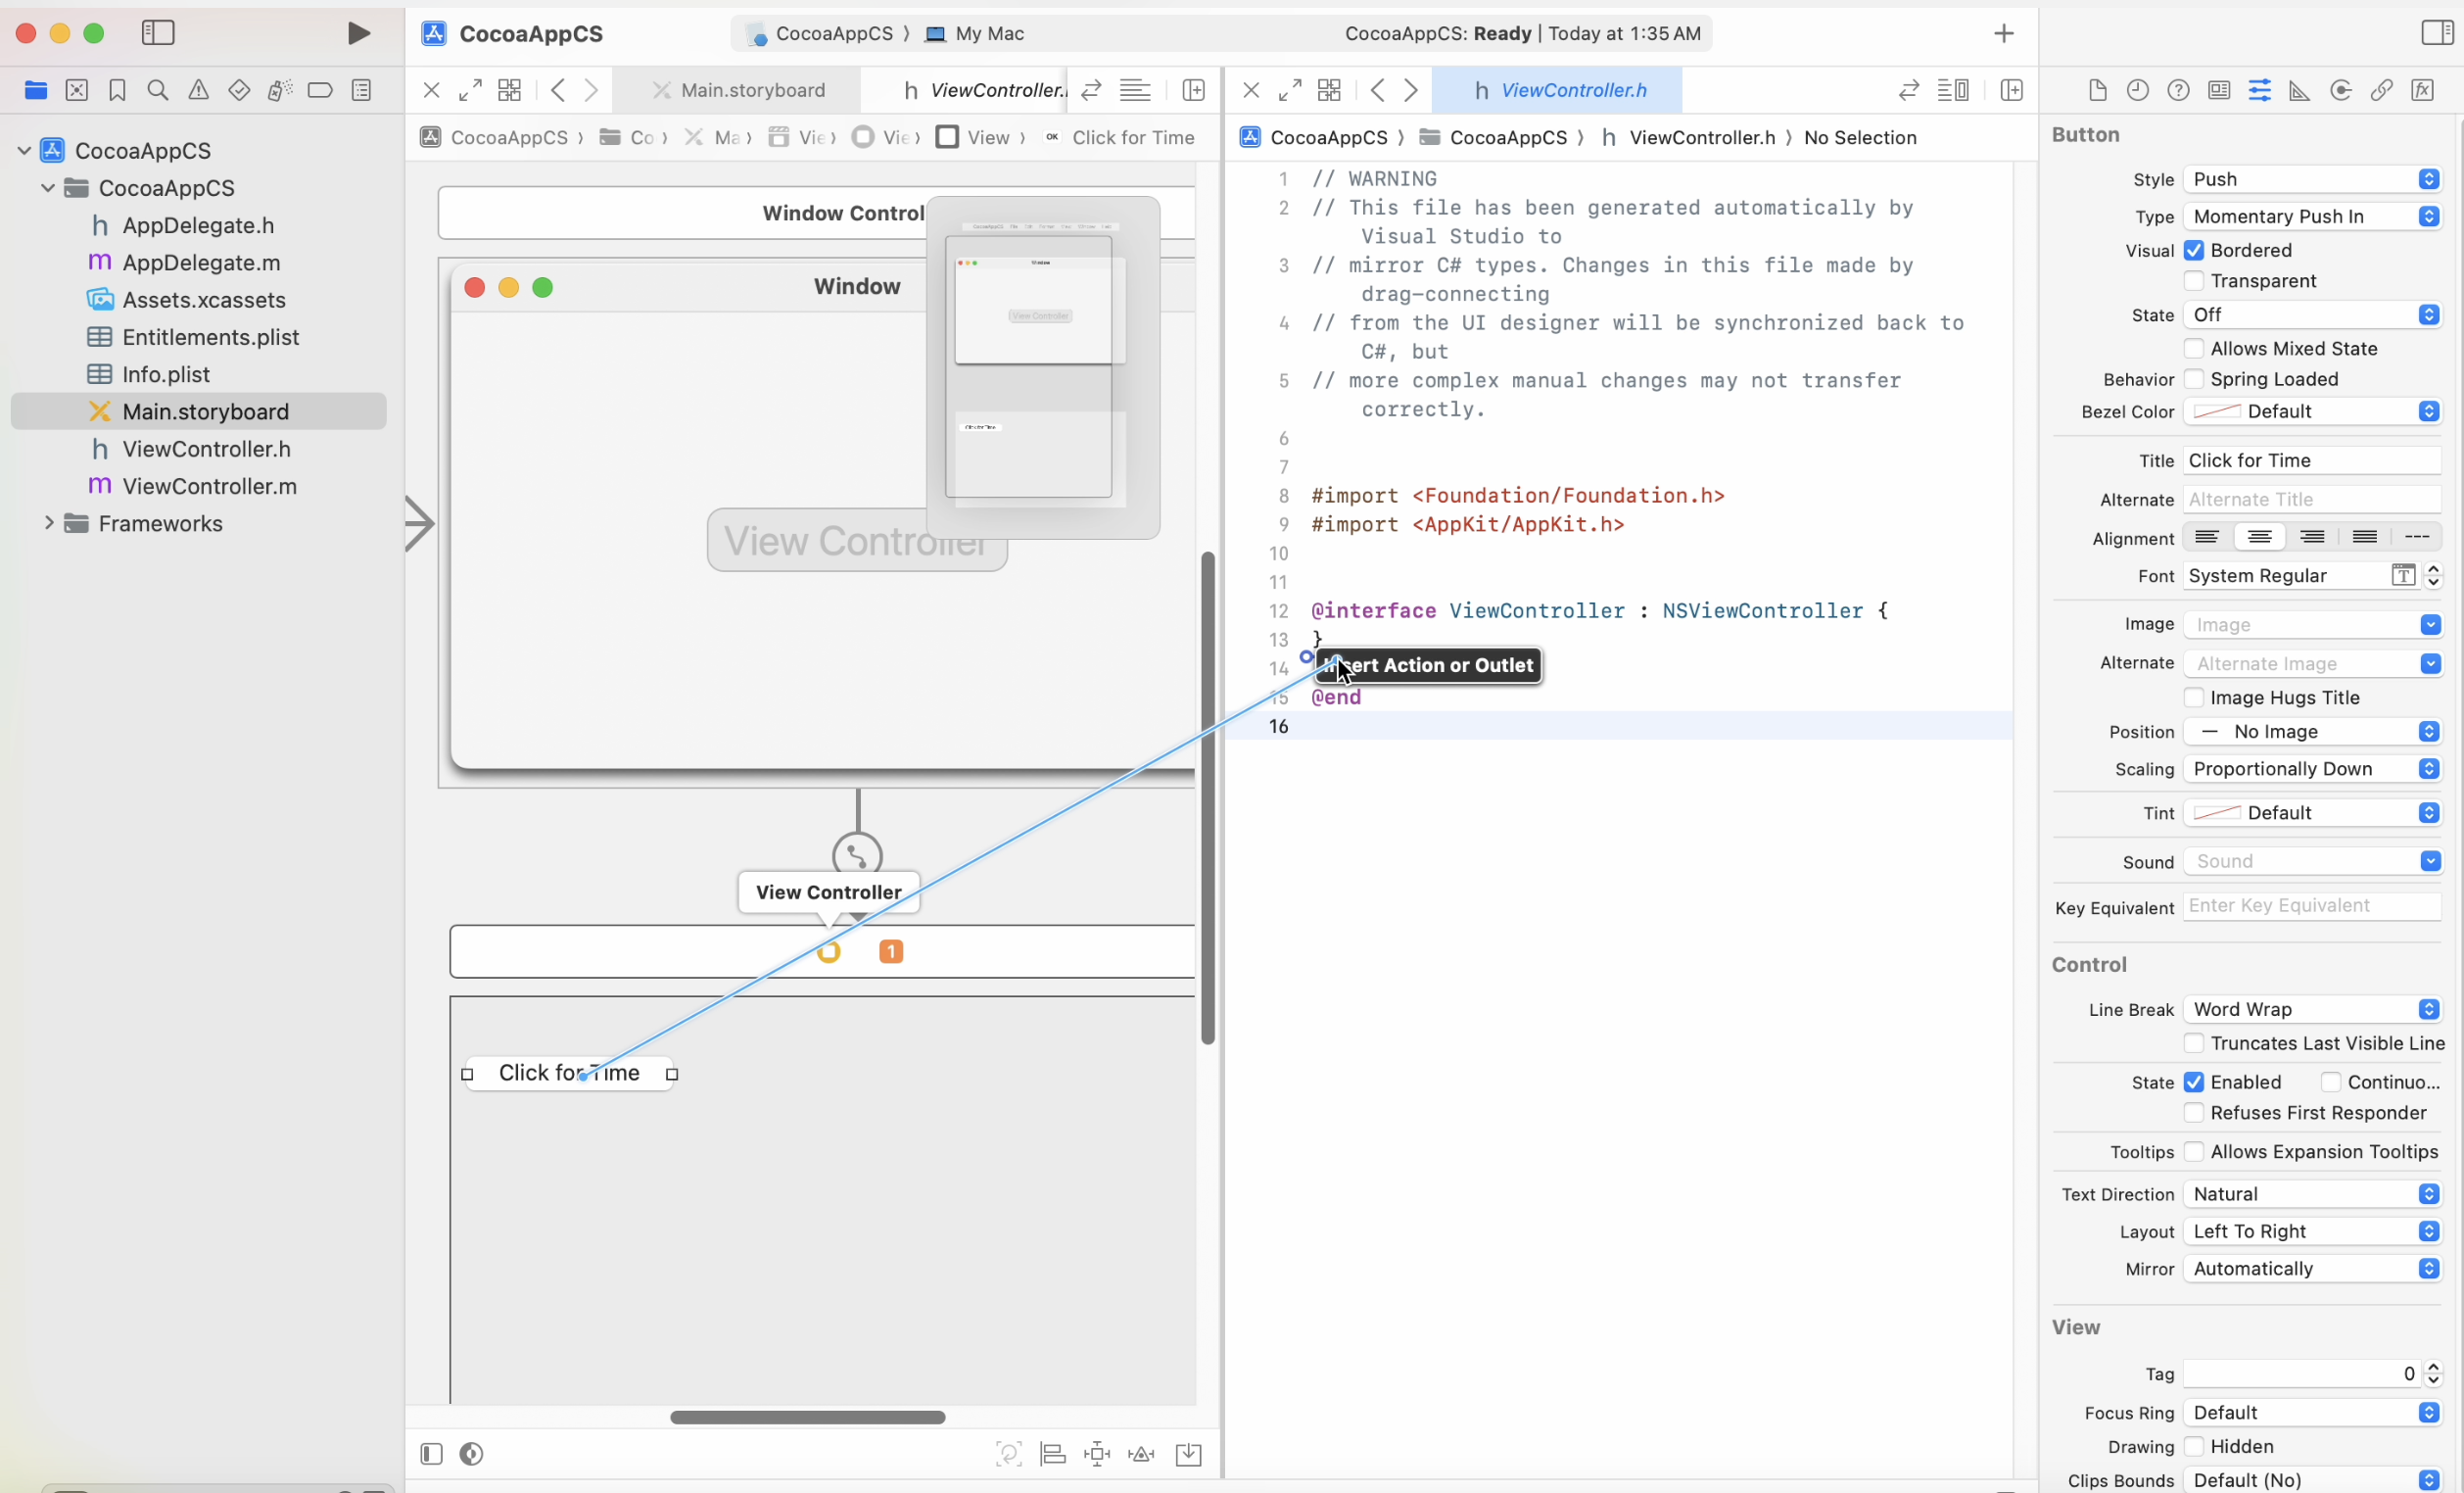 CocoaAppCS
CocoaAppCS 〉 My Mac
CocoaAppCS: Ready | Today at 1:35 AM
Main.storyboard
ViewController.
h ViewController.h
CocoaAppCS 〉 Co 〉 Ma 〉 Vie 〉 Vie 〉 View 〉 OK Click for Time
CocoaAppCS 〉 CocoaAppCS 〉 h ViewController.h 〉 No Selection
CocoaAppCS
CocoaAppCS
h AppDelegate.h
m AppDelegate.m
Assets.xcassets
Entitlements.plist
Info.plist
Main.storyboard
h ViewController.h
m ViewController.m
Frameworks
Window Control
Window
View Controller
Window
View Controller
Click for Time
View Controller
1
Click for Time
1 // WARNING
2 // This file has been generated automatically by
Visual Studio to
3 // mirror C# types. Changes in this file made by
drag-connecting
4 // from the UI designer will be synchronized back to
C#, but
5 // more complex manual changes may not transfer
correctly.
6
7
8 #import <Foundation/Foundation.h>
9 #import <AppKit/AppKit.h>
10
11
12 @interface ViewController : NSViewController {
13 }
14 Insert Action or Outlet
15 @end
16
Button
Style Push
Type Momentary Push In
Visual Bordered
Transparent
State Off
Allows Mixed State
Behavior Spring Loaded
Bezel Color Default
Title Click for Time
Alternate Alternate Title
Alignment
Font System Regular
Image Image
Alternate Alternate Image
Image Hugs Title
Position — No Image
Scaling Proportionally Down
Tint Default
Sound Sound
Key Equivalent Enter Key Equivalent
Control
Line Break Word Wrap
Truncates Last Visible Line
State Enabled Continuo...
Refuses First Responder
Tooltips Allows Expansion Tooltips
Text Direction Natural
Layout Left To Right
Mirror Automatically
View
Tag 0
Focus Ring Default
Drawing Hidden
Clips Bounds Default (No)